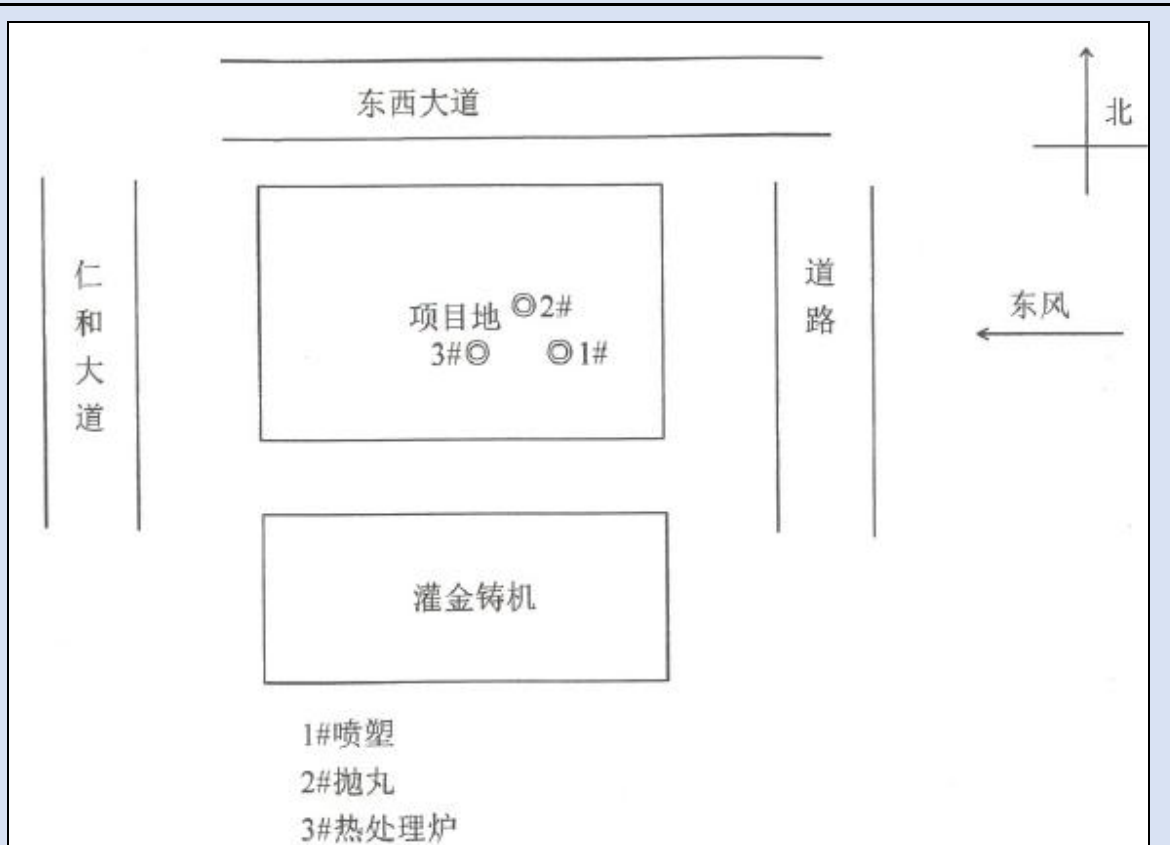 东西大道
北
仁和大道
道路
东风
项目地 ◎2#
3#◎ ◎1#
灌金铸机
1#喷塑
2#抛丸
3#热处理炉